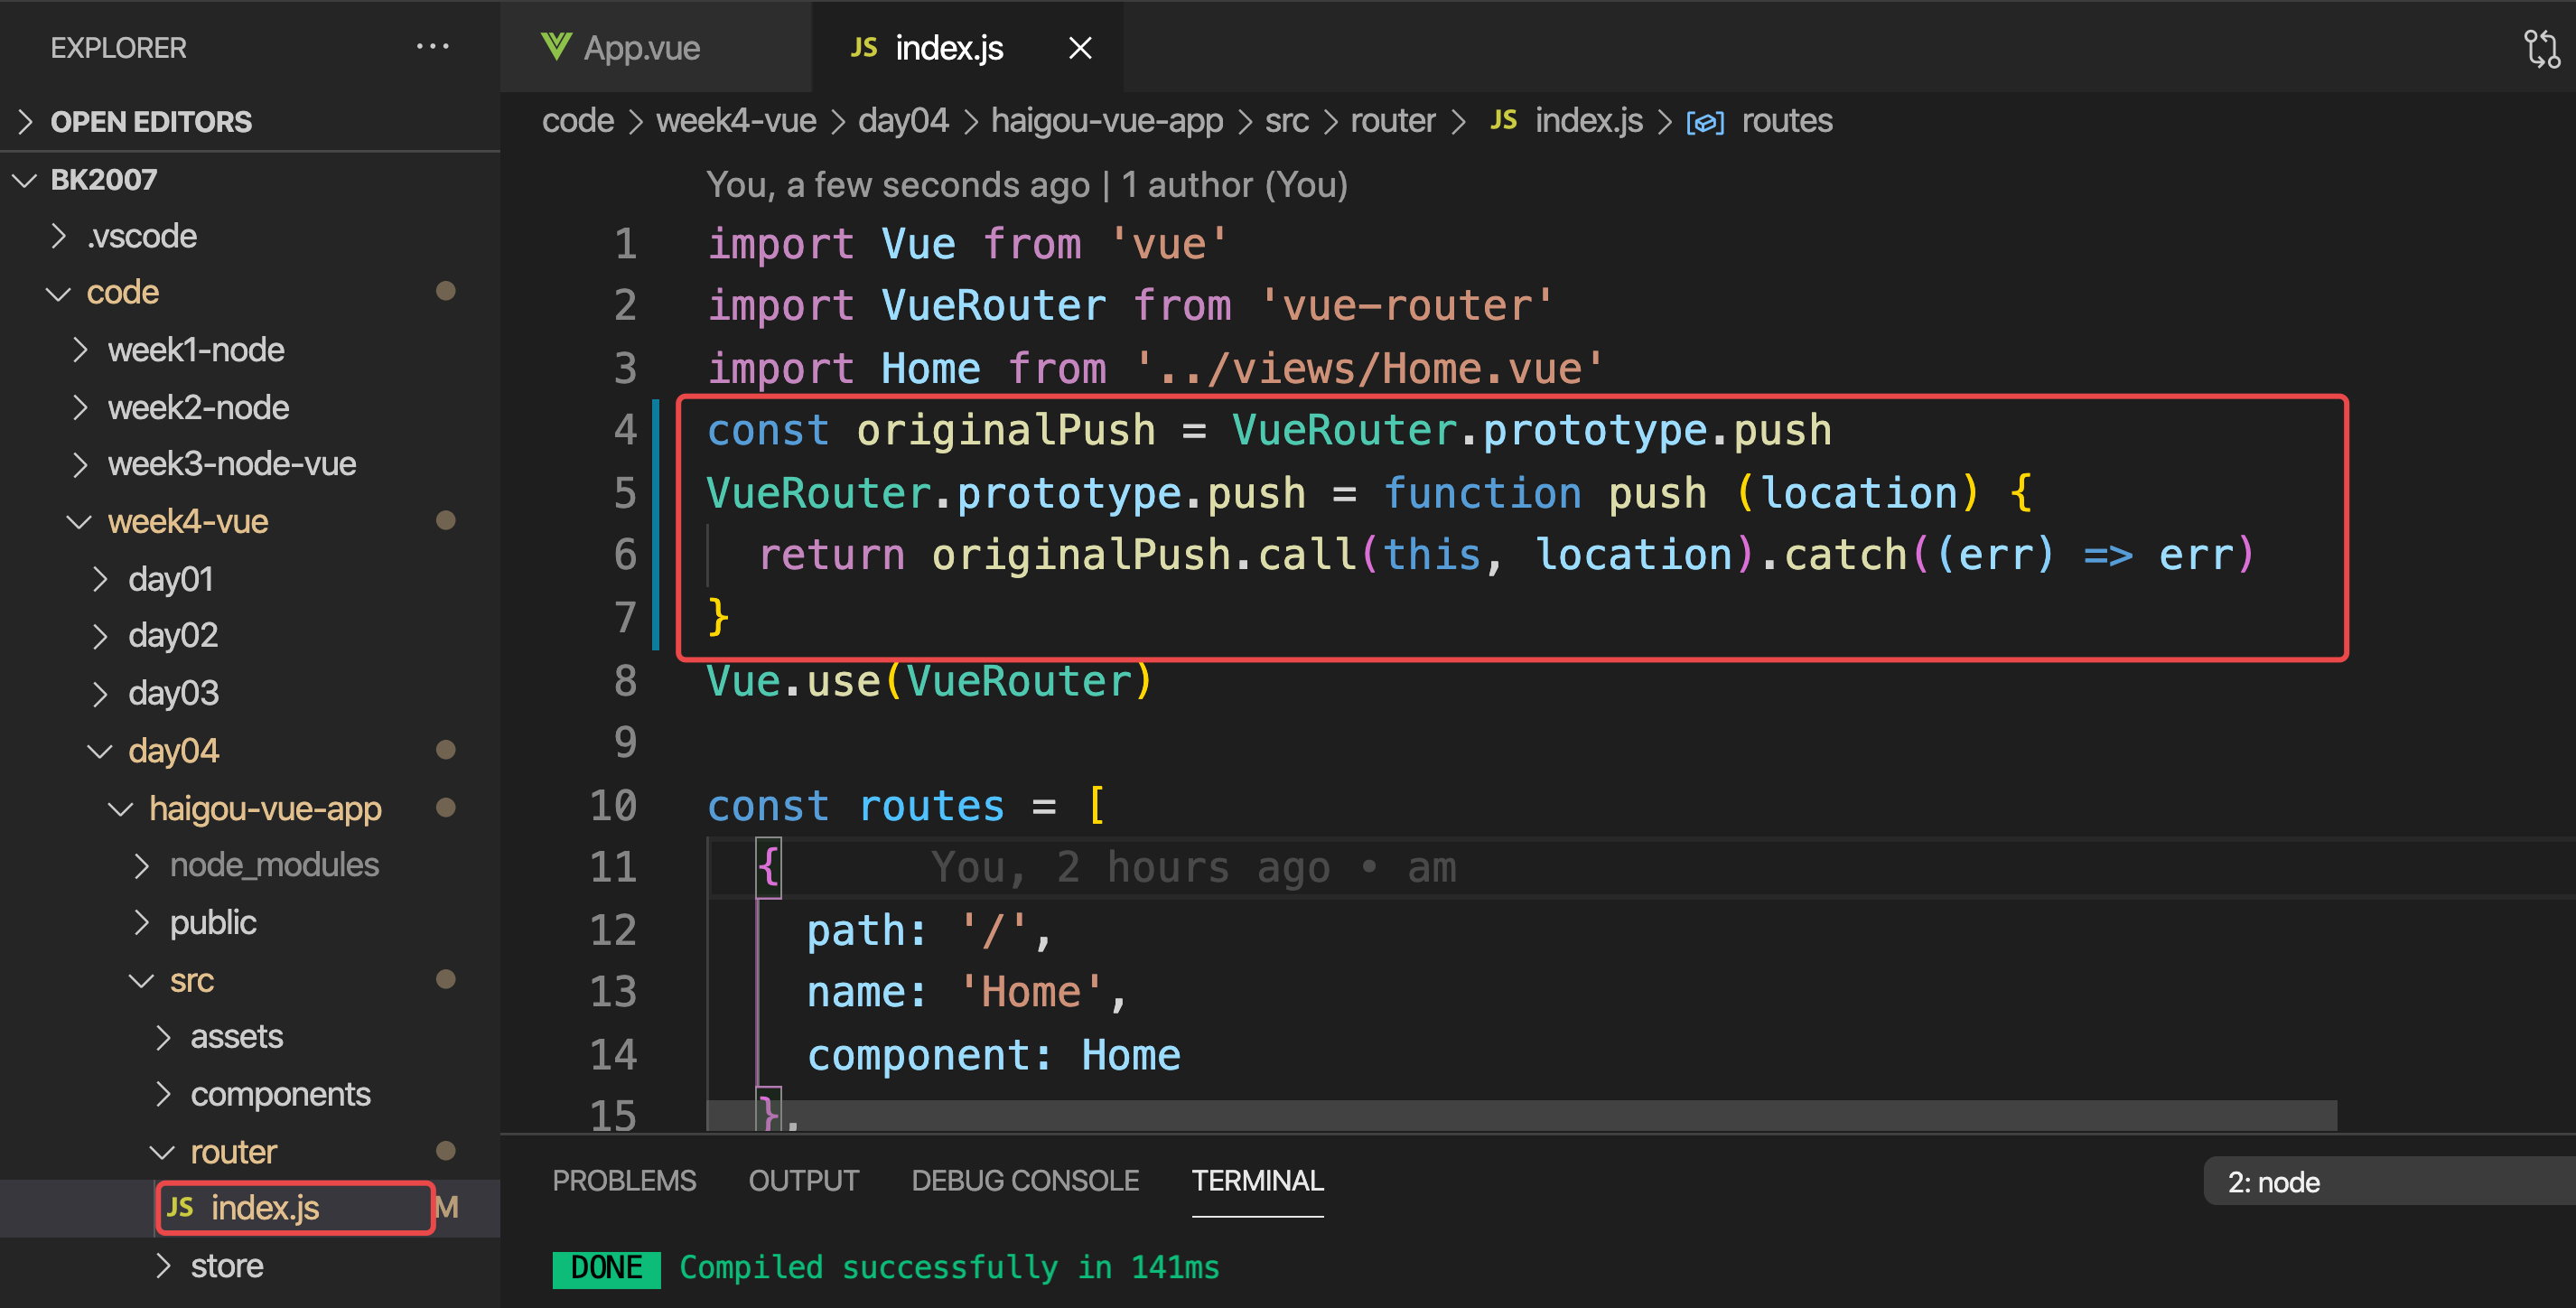 EXPLORER ···
OPEN EDITORS
BK2007
.vscode
code
week1-node
week2-node
week3-node-vue
week4-vue
day01
day02
day03
day04
haigou-vue-app
node_modules
public
src
assets
components
router
JS index.js M
store
App.vue JS index.js
code > week4-vue > day04 > haigou-vue-app > src > router > JS index.js > routes
You, a few seconds ago | 1 author (You)
1 import Vue from 'vue'
2 import VueRouter from 'vue-router'
3 import Home from '../views/Home.vue'
4 const originalPush = VueRouter.prototype.push
5 VueRouter.prototype.push = function push (location) {
6 return originalPush.call(this, location).catch((err) => err)
7 }
8 Vue.use(VueRouter)
9
10 const routes = [
11 { You, 2 hours ago • am
12 path: '/',
13 name: 'Home',
14 component: Home
15 },
PROBLEMS OUTPUT DEBUG CONSOLE TERMINAL 2: node
DONE Compiled successfully in 141ms